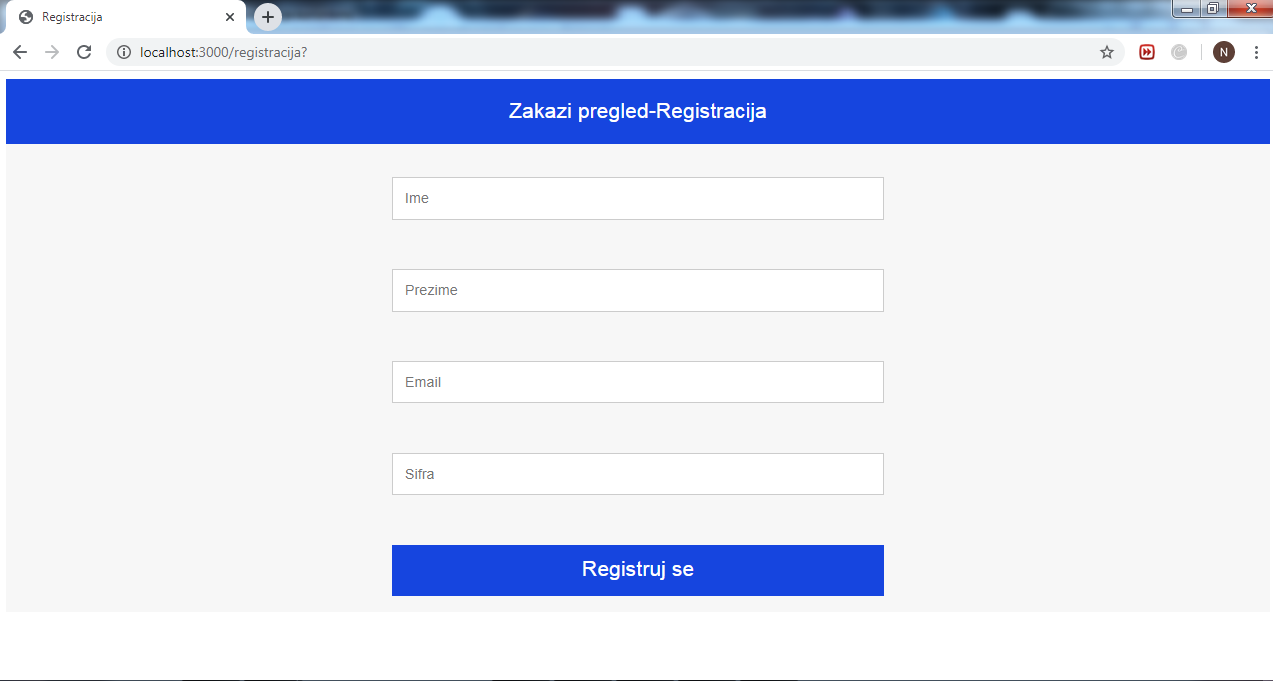 Registracija
localhost:3000/registracija?
N
Zakazi pregled-Registracija
Ime
Prezime
Email
Sifra
Registruj se